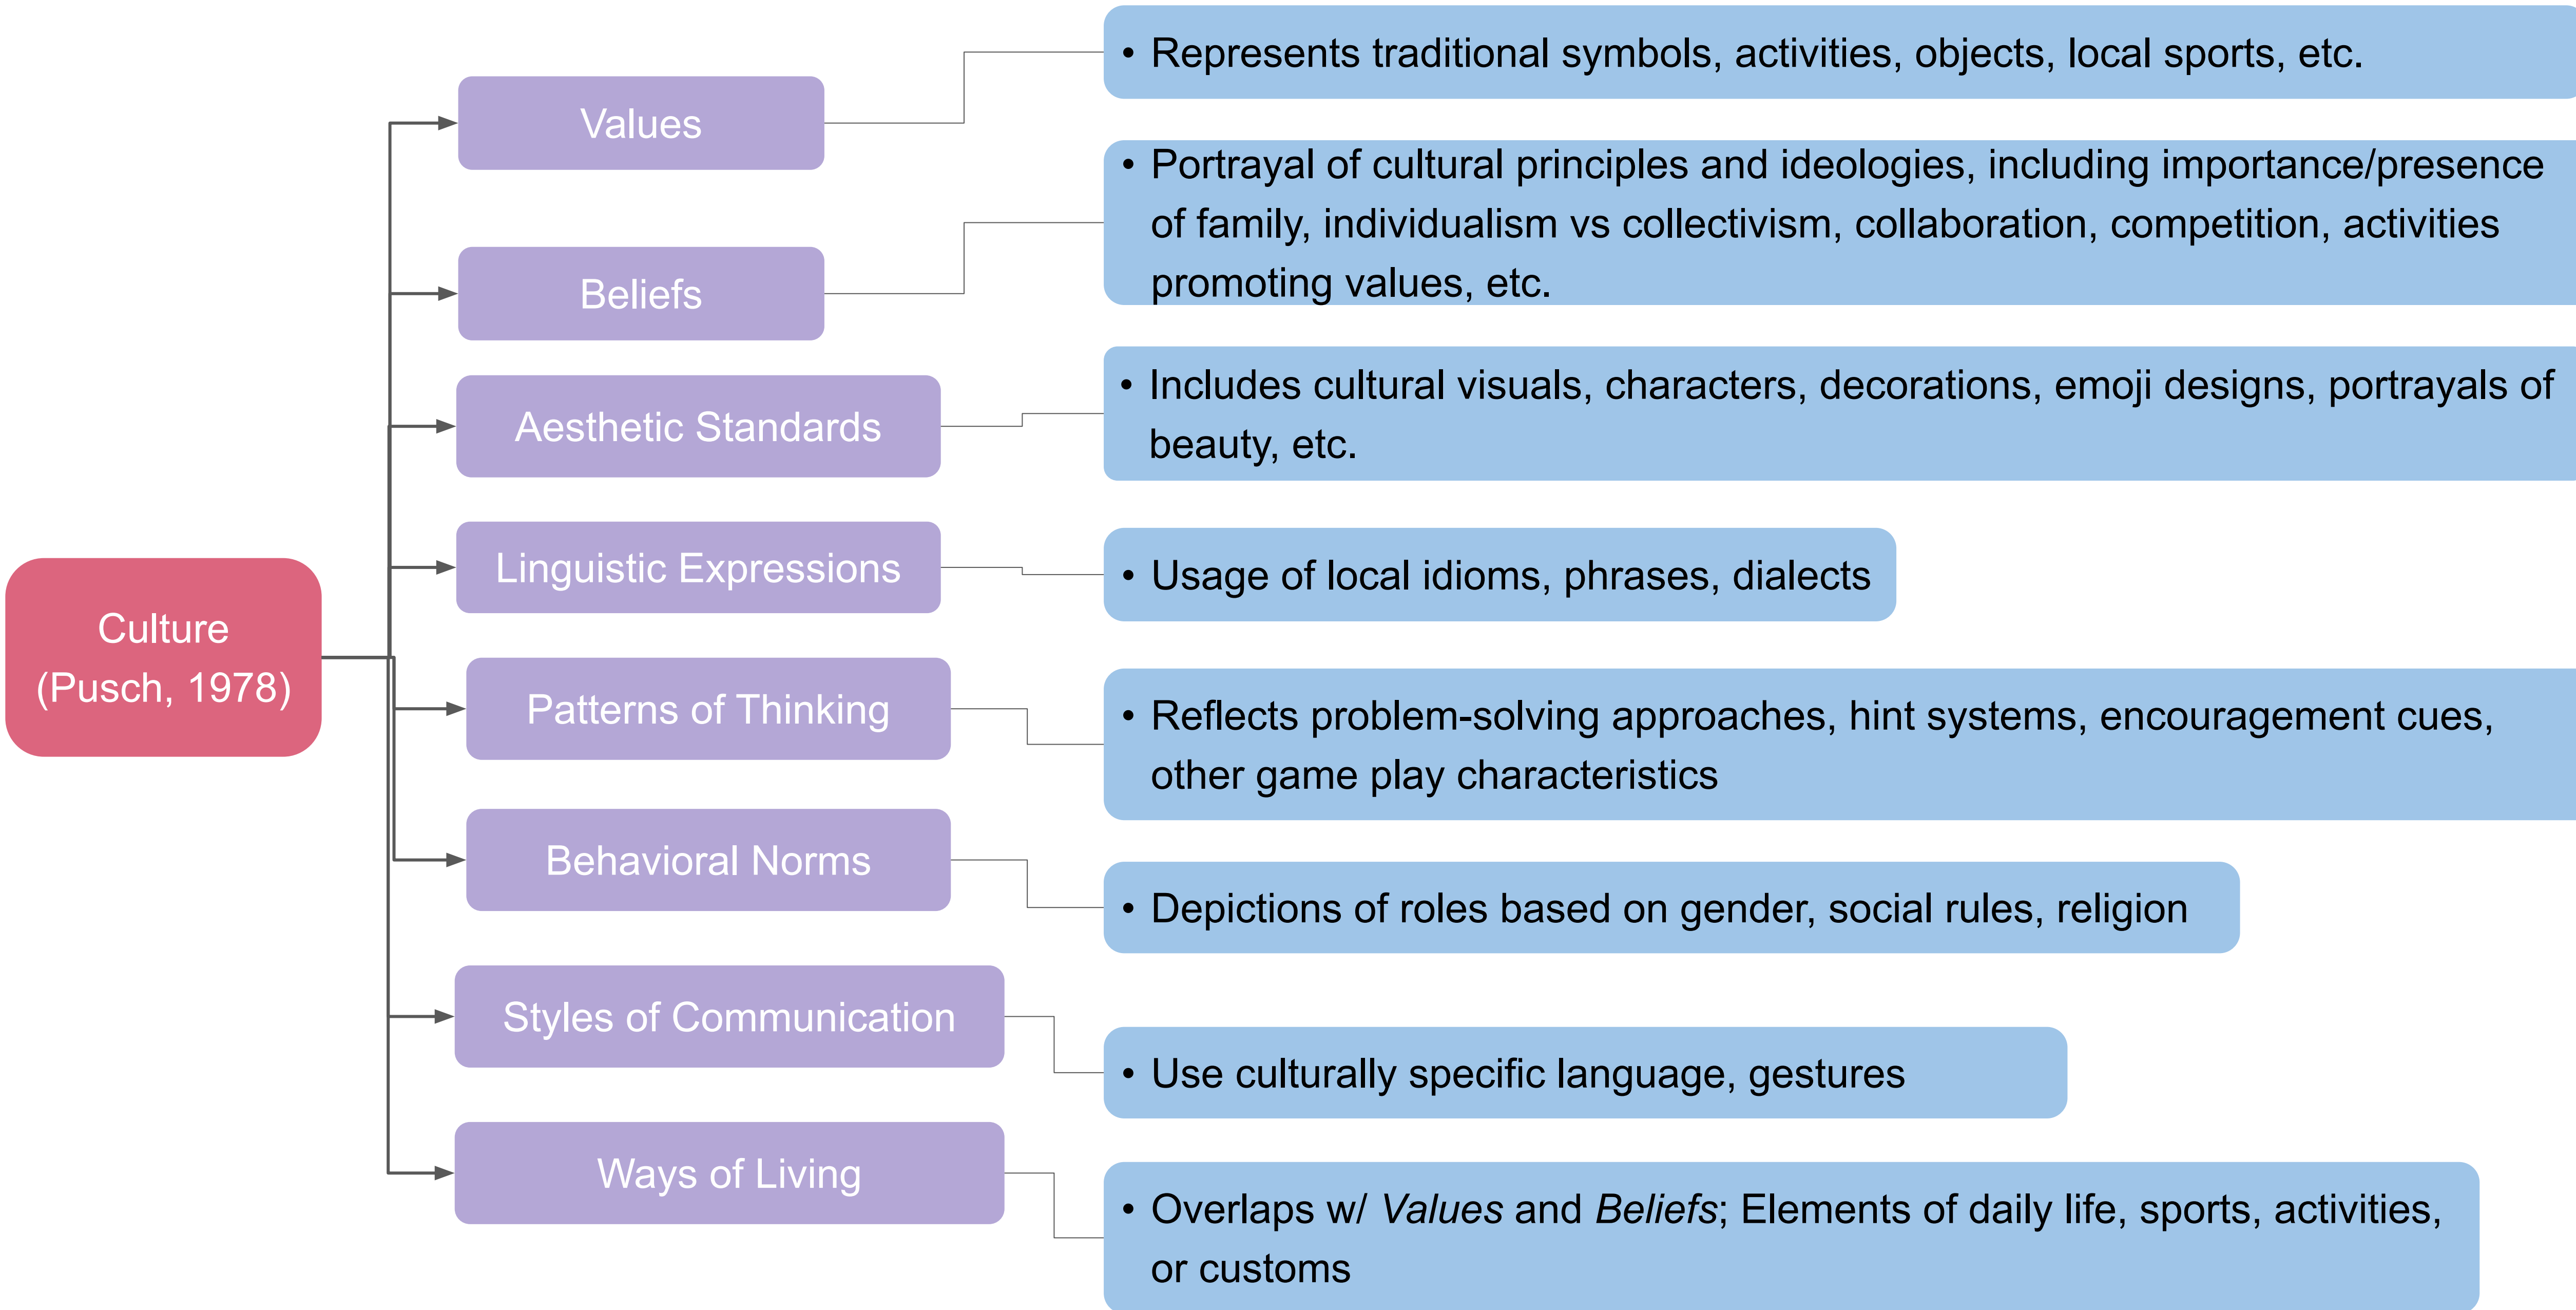 Culture
(Pusch, 1978)
Values
• Represents traditional symbols, activities, objects, local sports, etc.
Beliefs
• Portrayal of cultural principles and ideologies, including importance/presence
of family, individualism vs collectivism, collaboration, competition, activities
promoting values, etc.
Aesthetic Standards
• Includes cultural visuals, characters, decorations, emoji designs, portrayals of
beauty, etc.
Linguistic Expressions
• Usage of local idioms, phrases, dialects
Patterns of Thinking
• Reflects problem-solving approaches, hint systems, encouragement cues,
other game play characteristics
Behavioral Norms
• Depictions of roles based on gender, social rules, religion
Styles of Communication
• Use culturally specific language, gestures
Ways of Living
• Overlaps w/ Values and Beliefs; Elements of daily life, sports, activities,
or customs